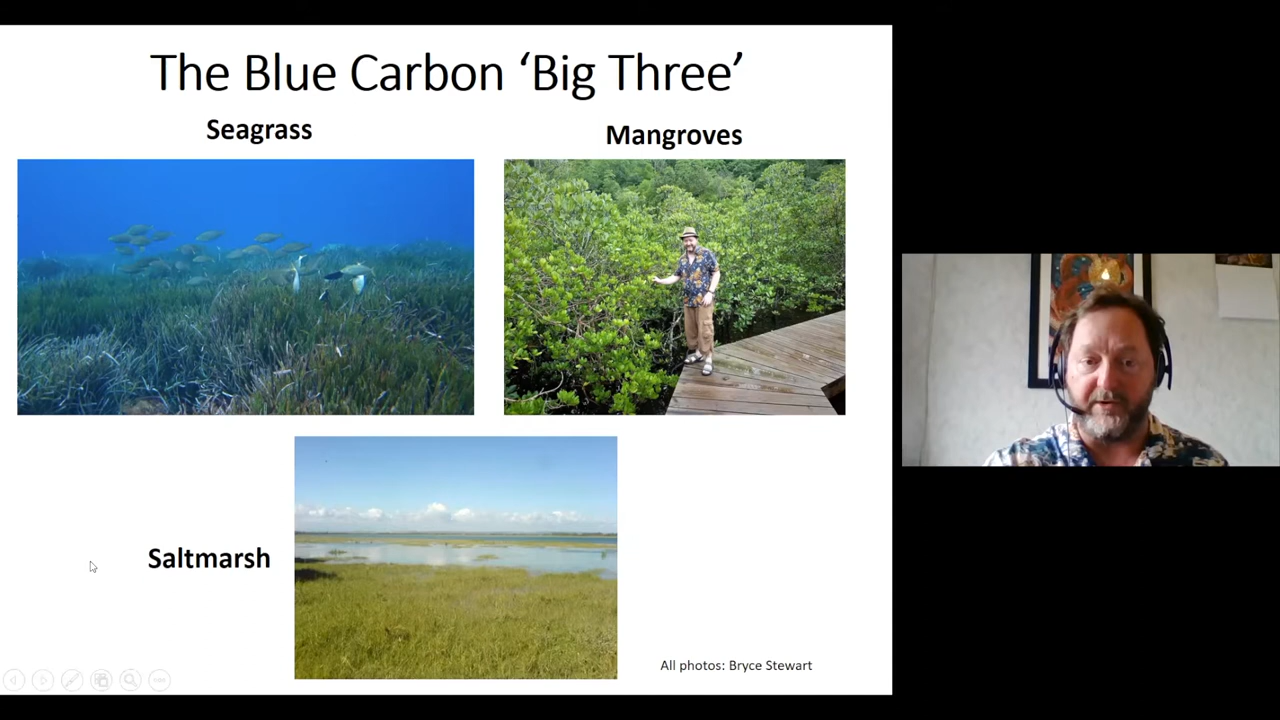 The Blue Carbon ‘Big Three’
Seagrass
Mangroves
Saltmarsh
All photos: Bryce Stewart